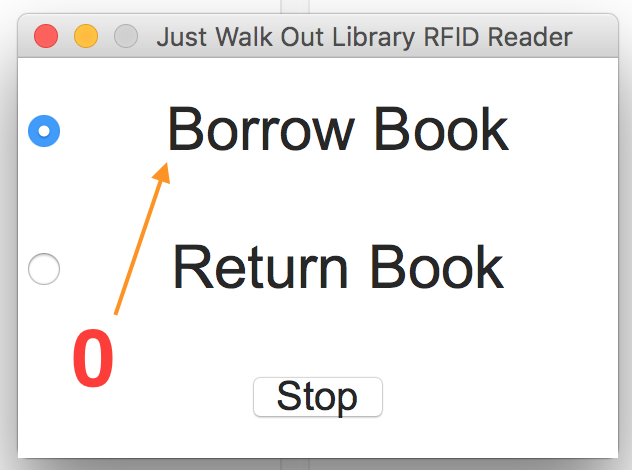 Just Walk Out Library RFID Reader
Borrow Book
Return Book
0
Stop